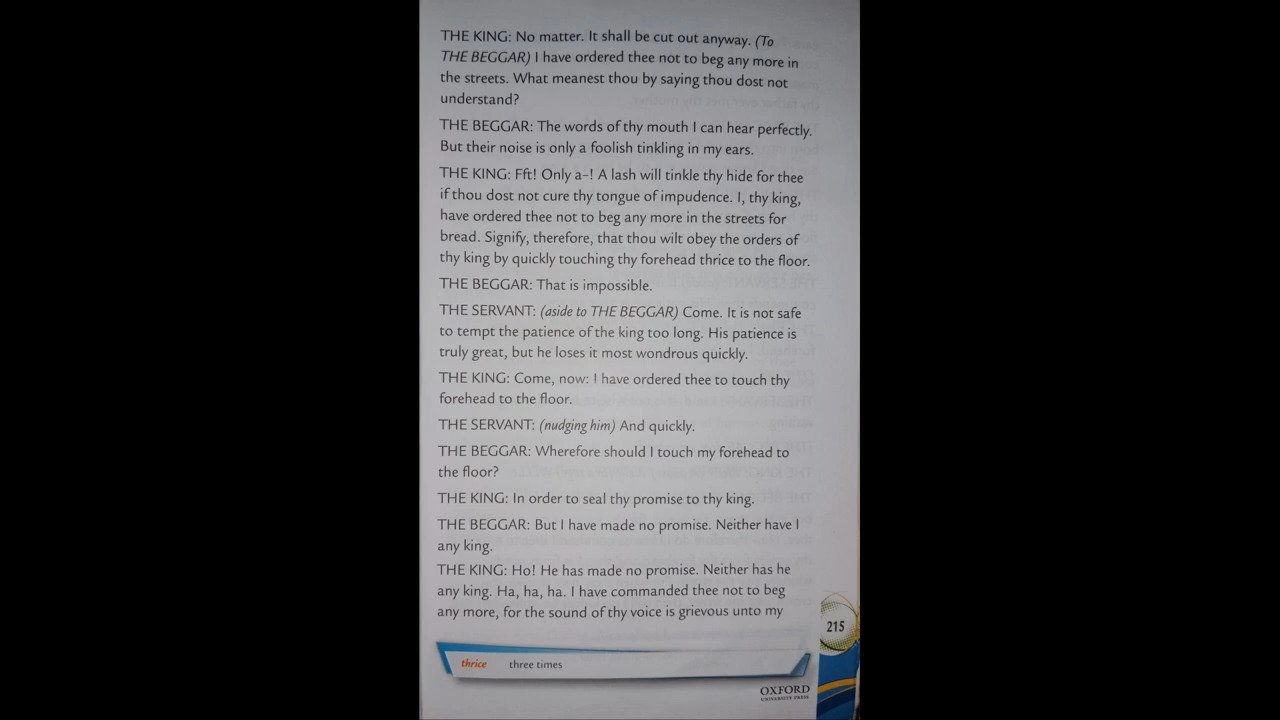 THE KING: No matter. It shall be cut out anyway. (To
THE BEGGAR) I have ordered thee not to beg any more in
the streets. What meanest thou by saying thou dost not
understand?
THE BEGGAR: The words of thy mouth I can hear perfectly.
But their noise is only a foolish tinkling in my ears.
THE KING: Fft! Only a–! A lash will tinkle thy hide for thee
if thou dost not cure thy tongue of impudence. I, thy king,
have ordered thee not to beg any more in the streets for
bread. Signify, therefore, that thou wilt obey the orders of
thy king by quickly touching thy forehead thrice to the floor.
THE BEGGAR: That is impossible.
THE SERVANT: (aside to THE BEGGAR) Come. It is not safe
to tempt the patience of the king too long. His patience is
truly great, but he loses it most wondrous quickly.
THE KING: Come, now: I have ordered thee to touch thy
forehead to the floor.
THE SERVANT: (nudging him) And quickly.
THE BEGGAR: Wherefore should I touch my forehead to
the floor?
THE KING: In order to seal thy promise to thy king.
THE BEGGAR: But I have made no promise. Neither have I
any king.
THE KING: Ho! He has made no promise. Neither has he
any king. Ha, ha, ha. I have commanded thee not to beg
any more, for the sound of thy voice is grievous unto my
215
thrice three times
OXFORD
UNIVERSITY PRESS